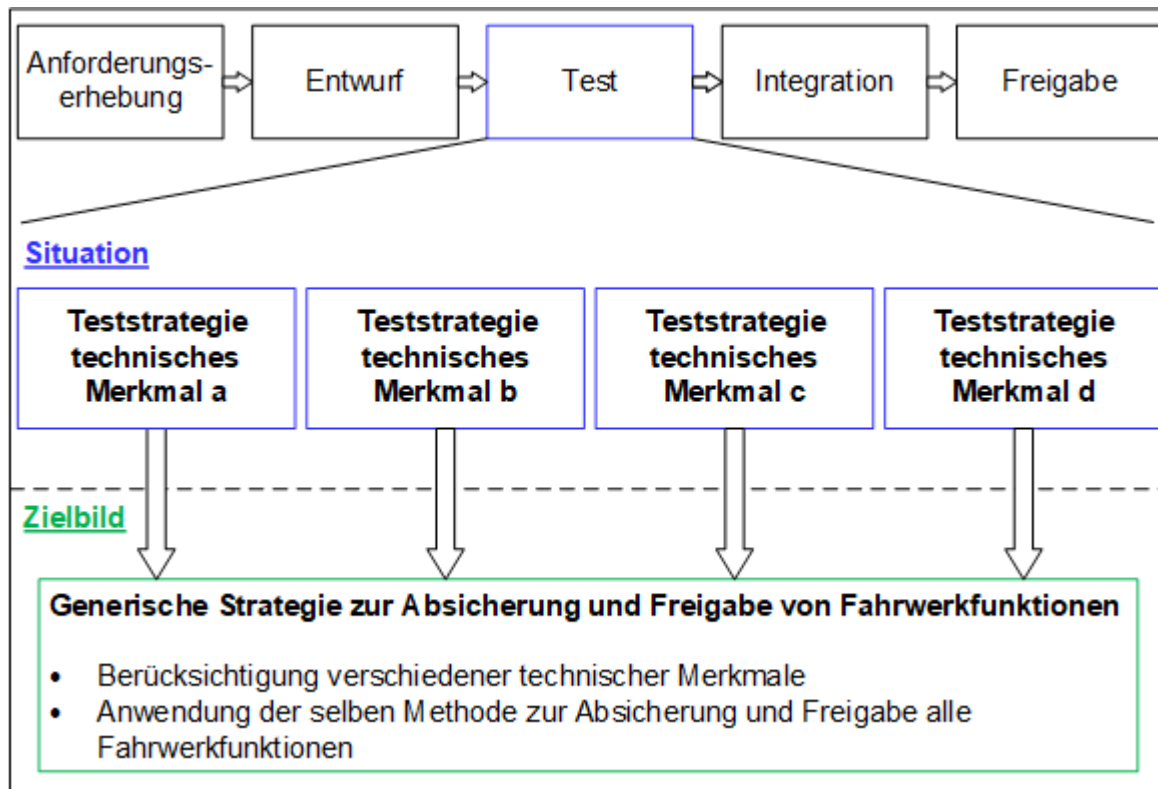 Anforderungs-
erhebung
Entwurf
Test
Integration
Freigabe
Situation
Teststrategie
technisches
Merkmal a
Teststrategie
technisches
Merkmal b
Teststrategie
technisches
Merkmal c
Teststrategie
technisches
Merkmal d
Zielbild
Generische Strategie zur Absicherung und Freigabe von Fahrwerkfunktionen
• Berücksichtigung verschiedener technischer Merkmale
• Anwendung der selben Methode zur Absicherung und Freigabe alle
Fahrwerkfunktionen